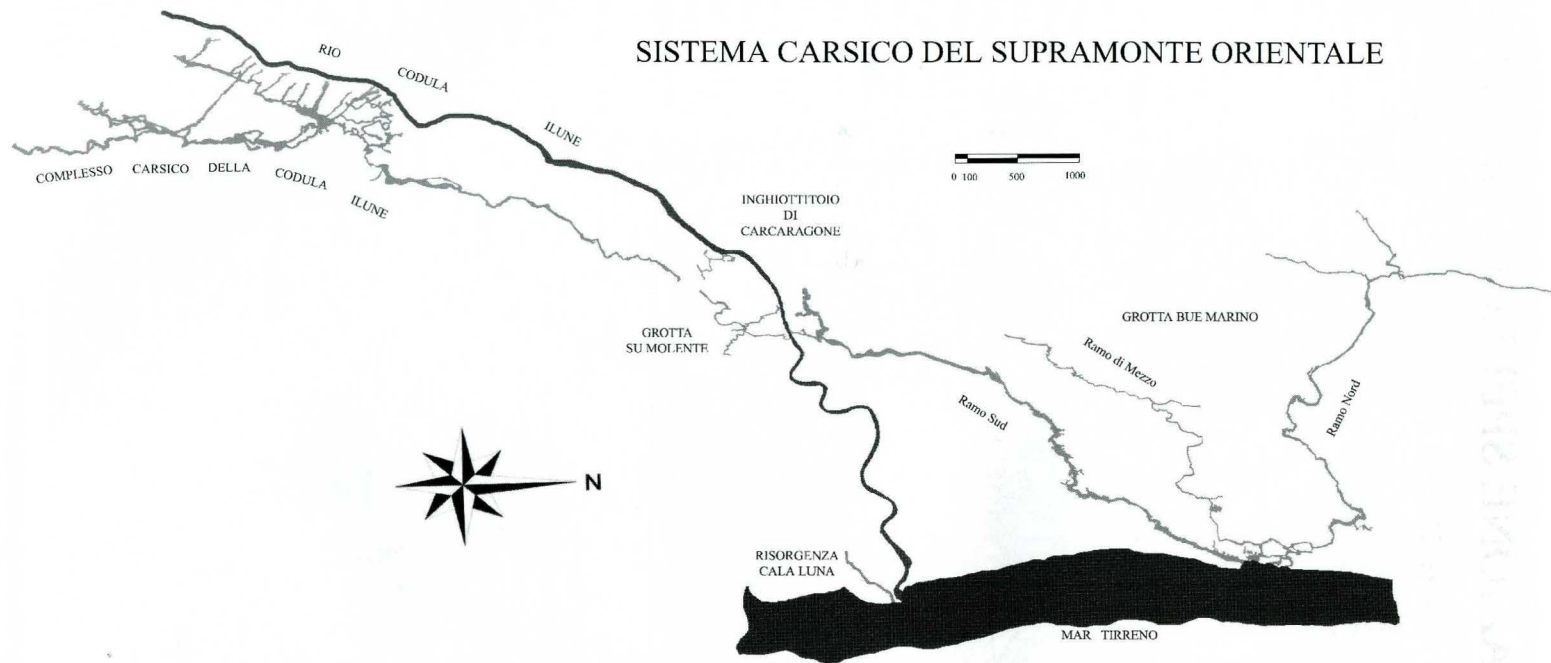 SISTEMA CARSICO DEL SUPRAMONTE ORIENTALE
RIO CODULA ILUNE
COMPLESSO CARSICO DELLA CODULA ILUNE
0 100 500 1000
INGHIOTTITOIO
DI
CARCARAGONE
GROTTA
SU MOLENTE
GROTTA BUE MARINO
Ramo di Mezzo
Ramo Sud
Ramo Nord
N
RISORGENZA
CALA LUNA
MAR TIRRENO